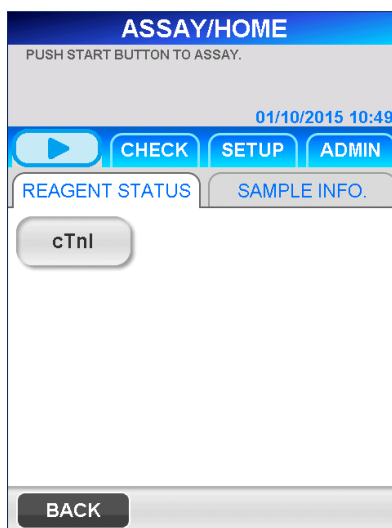 ASSAY/HOME
PUSH START BUTTON TO ASSAY.
01/10/2015 10:49
CHECK SETUP ADMIN
REAGENT STATUS SAMPLE INFO.
cTnI
BACK